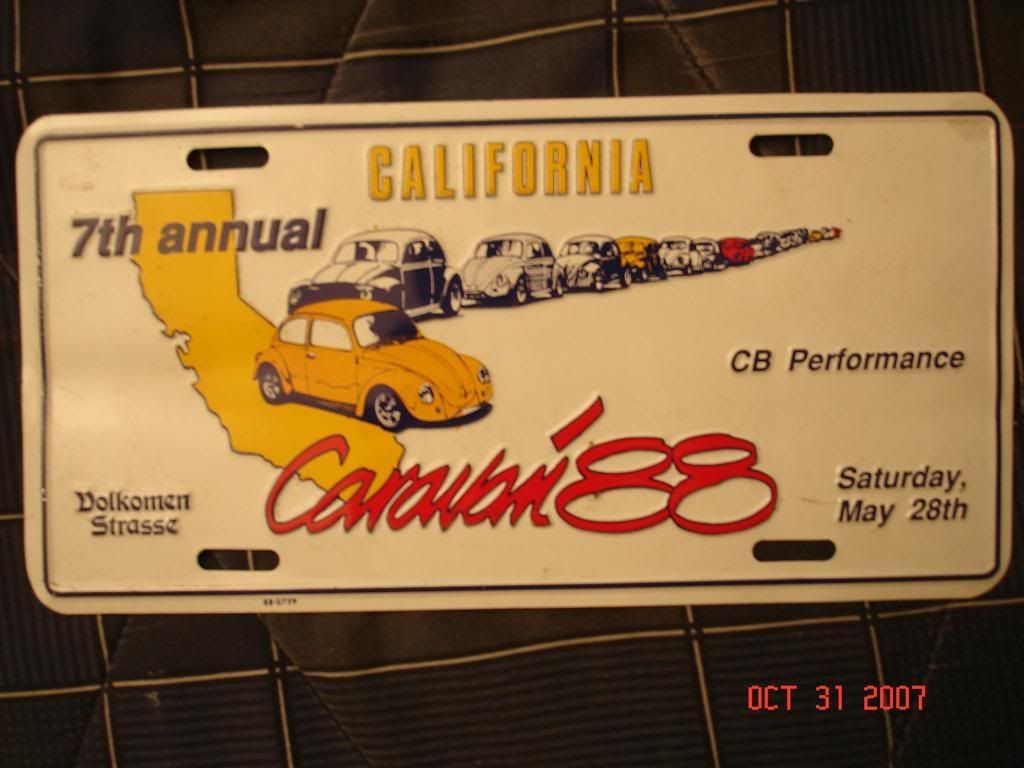 CALIFORNIA
7th annual
CB Performance
Caravan '88
Saturday,
May 28th
Volkomen
Strasse
OCT 31 2007